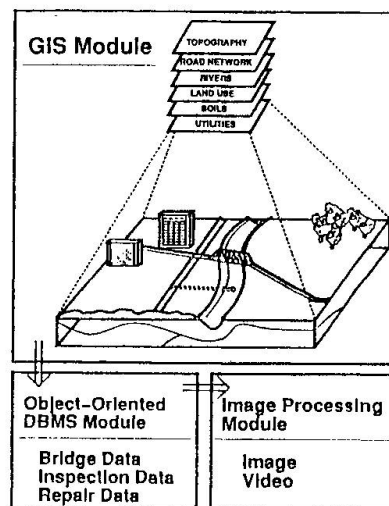 GIS Module
TOPOGRAPHY
ROAD NETWORK
RIVERS
LAND USE
SOILS
UTILITIES
Object-Oriented
DBMS Module
Bridge Data
Inspection Data
Repair Data
Image Processing
Module
Image
Video